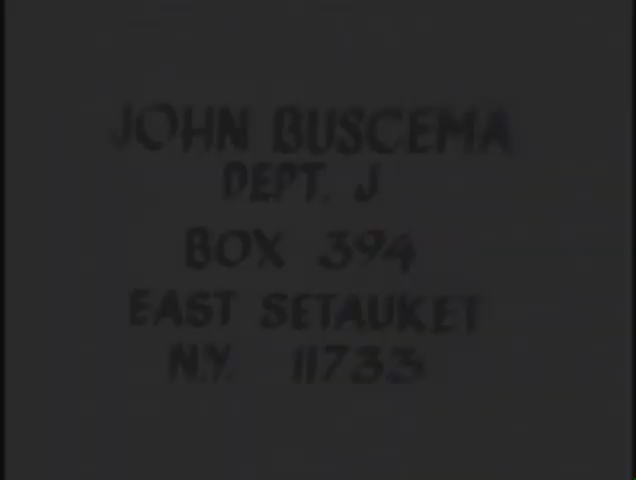 JOHN BUSCEMA
DEPT. J
BOX 394
EAST SETAUKET
N.Y. 11733